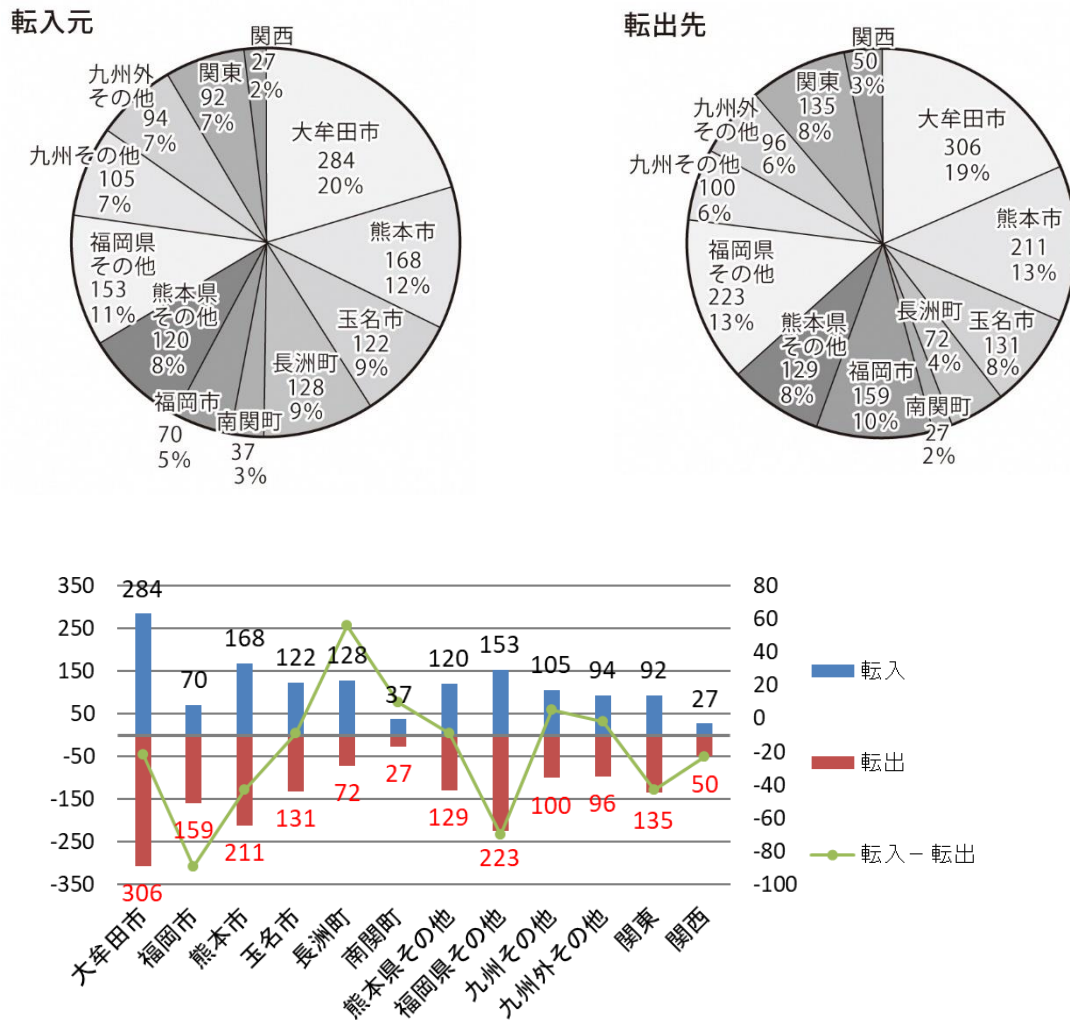 転入元
関西
27
2%
関東
92
7%
九州外
その他
94
7%
九州その他
105
7%
福岡県
その他
153
11%
熊本県
その他
120
8%
福岡市
70
5%
南関町
37
3%
長洲町
128
9%
玉名市
122
9%
熊本市
168
12%
大牟田市
284
20%
転出先
関西
50
3%
関東
135
8%
九州外
その他
96
6%
九州その他
100
6%
福岡県
その他
223
13%
熊本県
その他
129
8%
福岡市
159
10%
南関町
27
2%
長洲町
72
4%
玉名市
131
8%
熊本市
211
13%
大牟田市
306
19%
350
250
150
50
-50
-150
-250
-350
284
70
168
122
128
37
120
153
105
94
92
27
306
159
211
131
72
27
129
223
100
96
135
50
80
60
40
20
0
-20
-40
-60
-80
-100
大牟田市
福岡市
熊本市
玉名市
長洲町
南関町
熊本県その他
福岡県その他
九州その他
九州外その他
関東
関西
転入
転出
転入－転出